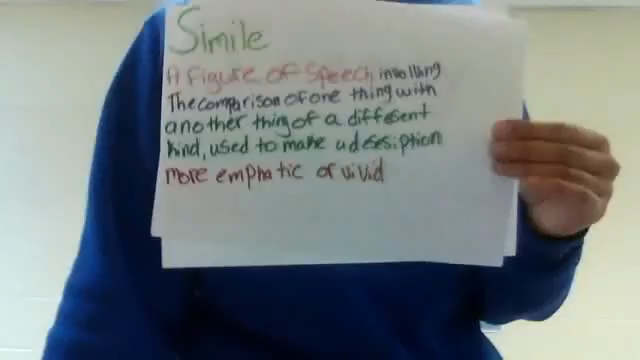 Simile
A figure of speech involving
The comparison of one thing with
another thing of a different
kind, used to make a desesiption
more emphatic or vivid